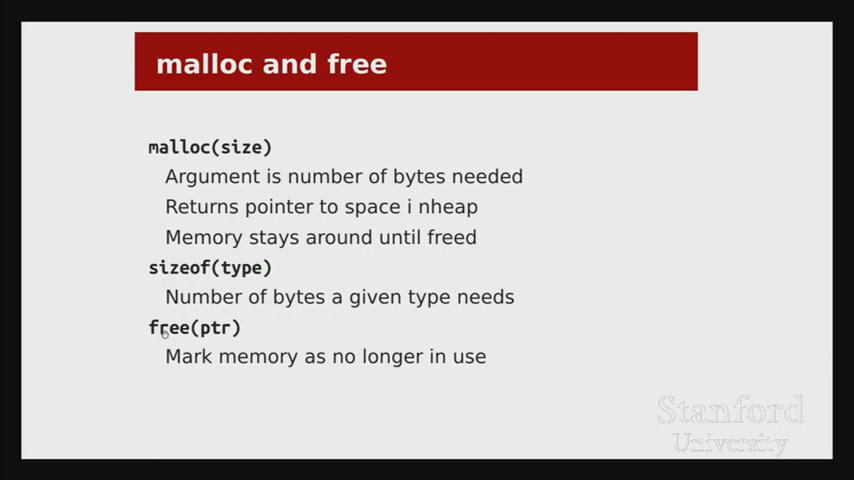 malloc and free
malloc(size)
Argument is number of bytes needed
Returns pointer to space i nheap
Memory stays around until freed
sizeof(type)
Number of bytes a given type needs
free(ptr)
Mark memory as no longer in use
Stanford
University